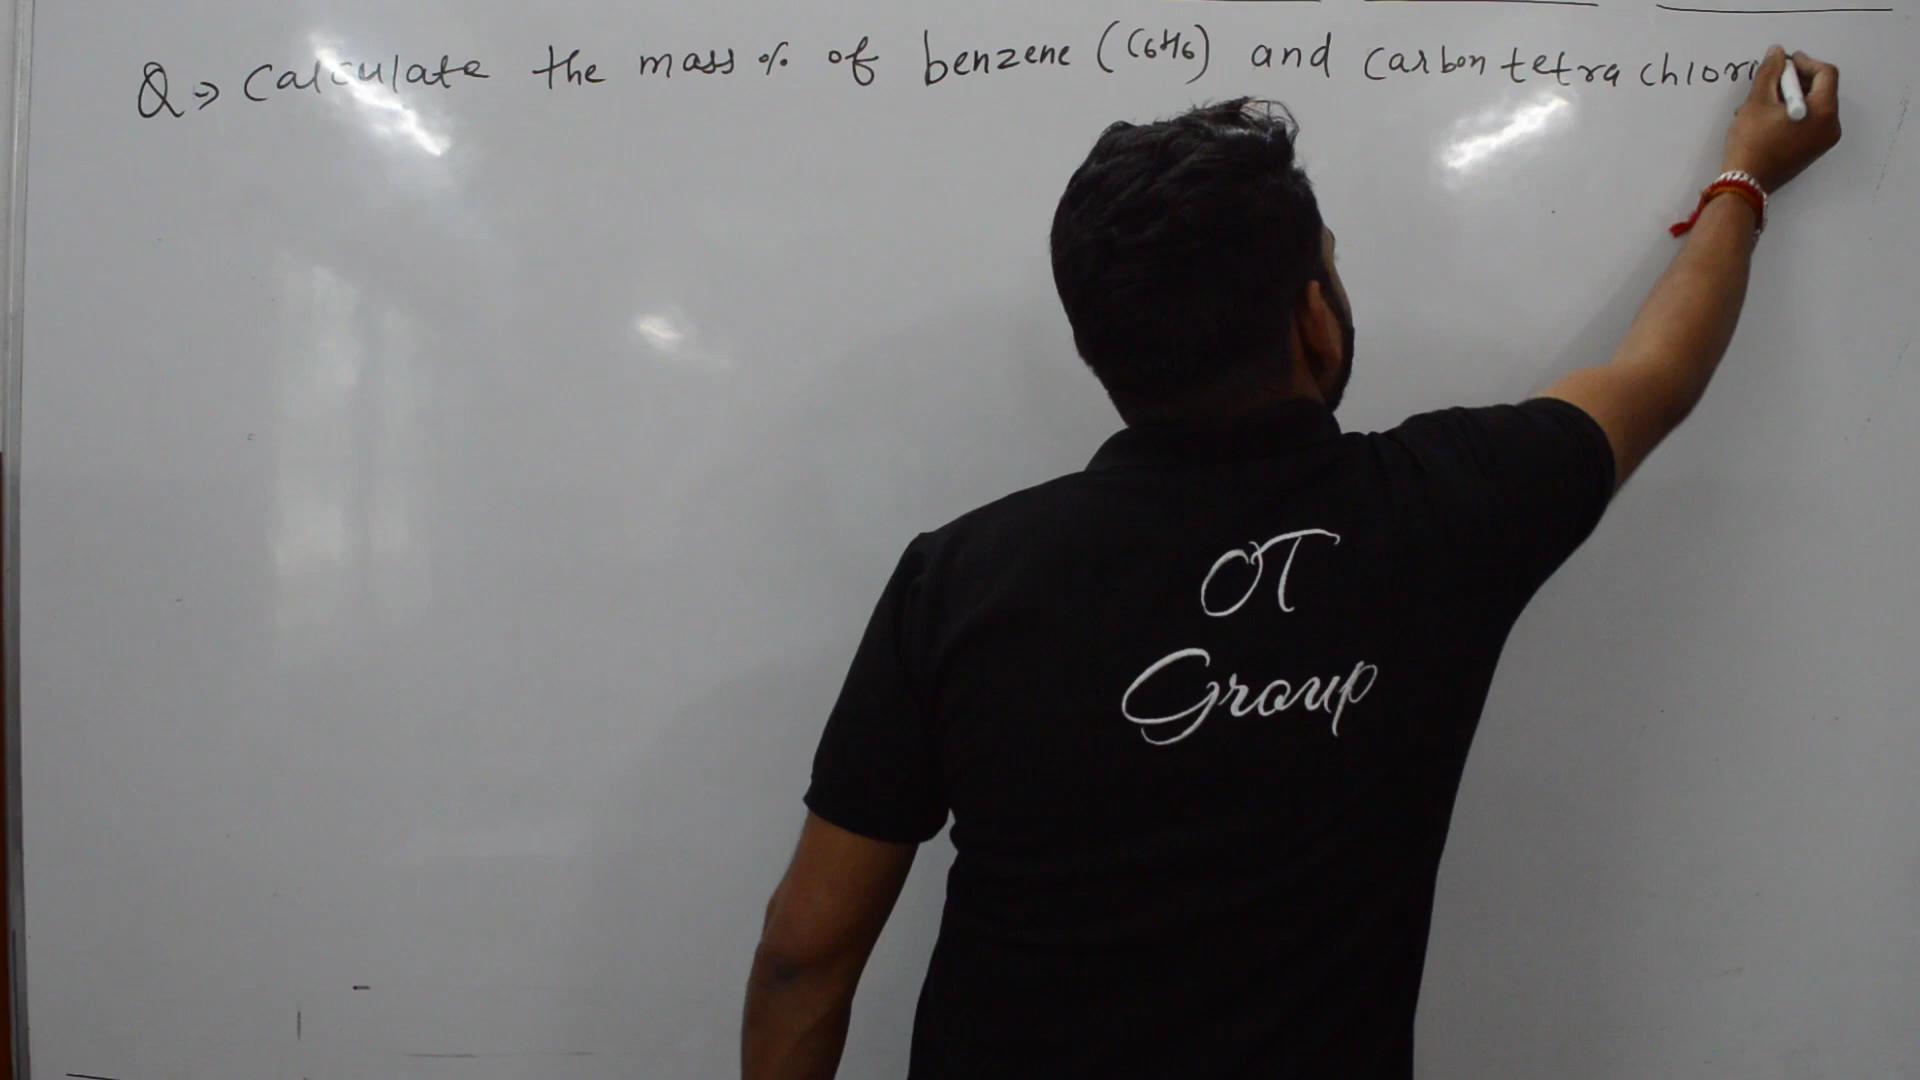 Q⇒ Calculate the mass % of benzene (C6H6) and Carbon tetra chlori
OT
Group